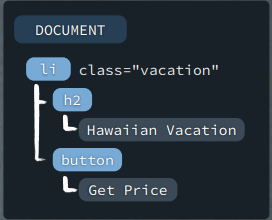 DOCUMENT
li class="vacation"
h2
Hawaiian Vacation
button
Get Price